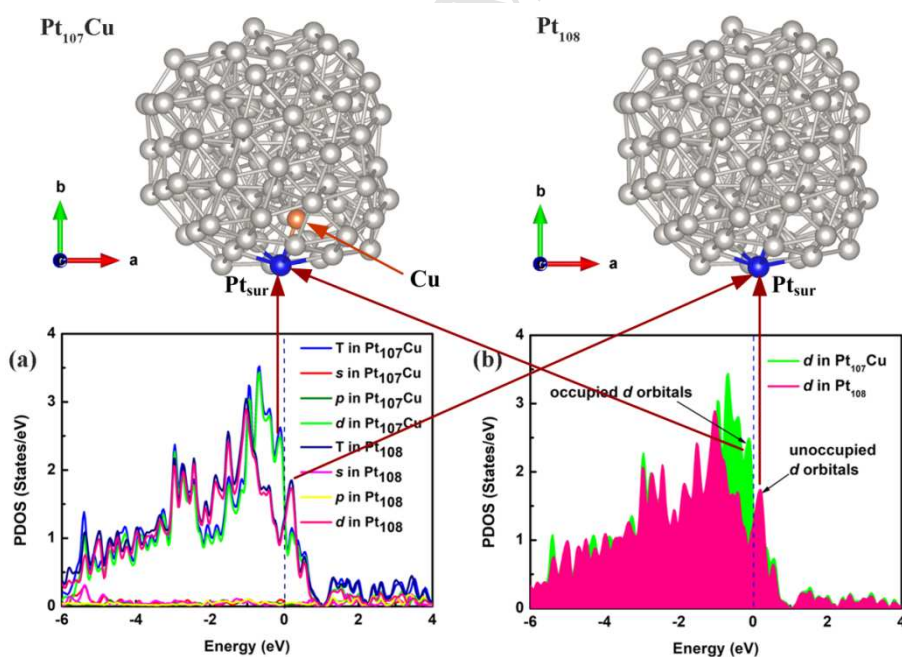 Pt107Cu
Pt108
b
a
c
Cu
Ptsur
b
a
c
Ptsur
(a)
T in Pt107Cu
s in Pt107Cu
p in Pt107Cu
d in Pt107Cu
T in Pt108
s in Pt108
p in Pt108
d in Pt108
PDOS (States/eV)
4
3
2
1
0
-6 -4 -2 0 2 4
Energy (eV)
(b)
d in Pt107Cu
d in Pt108
occupied d orbitals
unoccupied
d orbitals
PDOS (States/eV)
4
3
2
1
0
-6 -4 -2 0 2 4
Energy (eV)